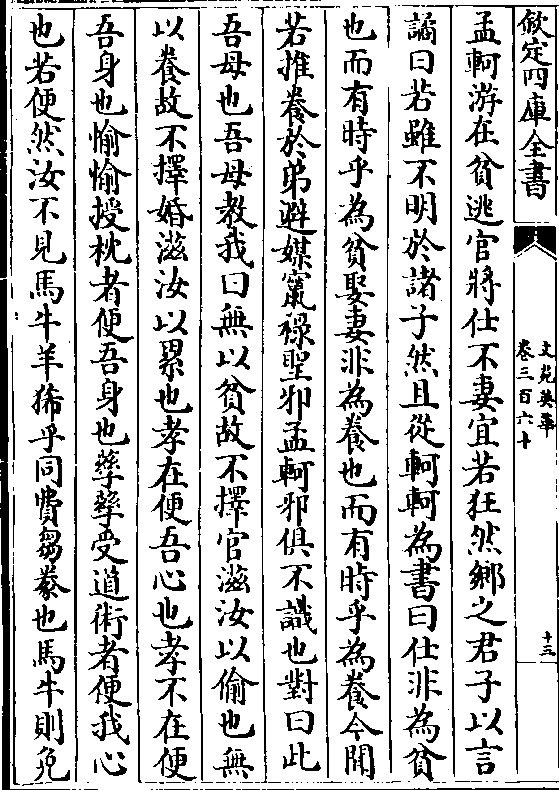 欽定四庫全書
文苑英華
卷三百六十
十三
孟軻游在貧逃官將仕不妻宜若狂然鄉之君子以言
譎曰若雖不明於諸子然且從軻軻為書曰仕非為貧
也而有時乎為貧娶妻非為養也而有時乎為養今聞
若推養於弟避媒竄祿聖邪孟軻邪俱不識也對曰此
吾母也吾母教我曰無以貧故不擇官滋汝以偷也無
以養故不擇婚滋汝以累也孝在便吾心也孝不在便
吾身也愉愉授枕者便吾身也孳孳受道術者便我心
也若便然汝不見馬牛羊豨乎同費芻豢也馬牛則免